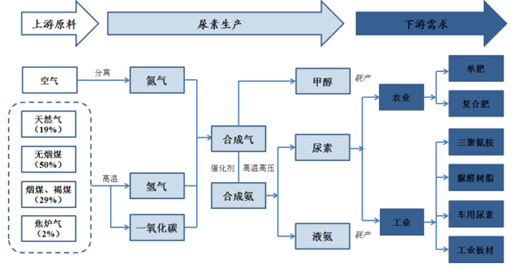 上游原料
尿素生产
下游需求
空气
分离
氮气
甲醇
联产
农业
单肥
复合肥
天然气
（19%）
无烟煤
（50%）
烟煤、褐煤
（29%）
焦炉气
（2%）
高温
氢气
一氧化碳
合成气
催化剂
高温高压
合成氨
尿素
液氨
联产
工业
三聚氰胺
脲醛树脂
车用尿素
工业板材